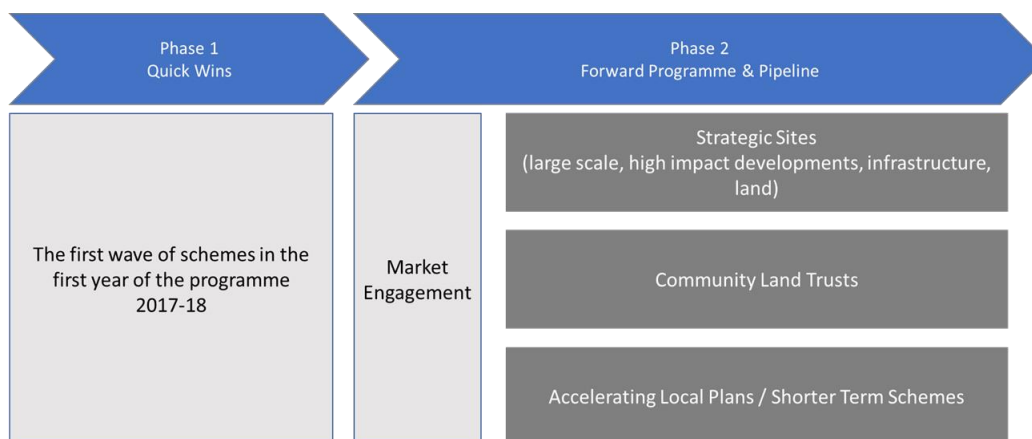 Phase 1
Quick Wins
Phase 2
Forward Programme & Pipeline
The first wave of schemes in the
first year of the programme
2017-18
Market
Engagement
Strategic Sites
(large scale, high impact developments, infrastructure,
land)
Community Land Trusts
Accelerating Local Plans / Shorter Term Schemes